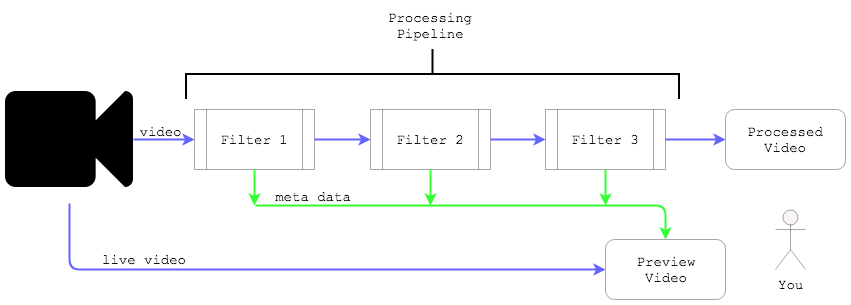 Processing
Pipeline
video
Filter 1
Filter 2
Filter 3
Processed
Video
meta data
live video
Preview
Video
You